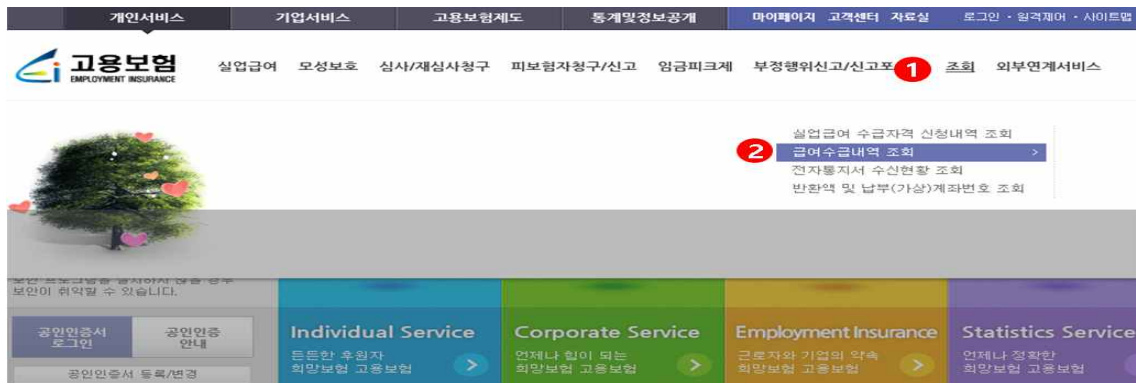 개인서비스 기업서비스 고용보험제도 통계및정보공개 마이페이지 고객센터 자료실 로그인 · 원격제어 · 사이트맵
고용보험
EMPLOYMENT INSURANCE
실업급여 모성보호 심사/재심사청구 피보험자청구/신고 임금피크제 부정행위신고/신고포 1 조회 외부연계서비스
실업급여 수급자격 신청내역 조회
2 급여수급내역 조회 >
전자통지서 수신현황 조회
반환액 및 납부(가상)계좌번호 조회
보안이 취약할 수 있습니다.
공인인증서 로그인
공인인증 안내
공인인증서 등록/변경
Individual Service
든든한 후원자
희망보험 고용보험
Corporate Service
언제나 힘이 되는
희망보험 고용보험
Employment Insurance
근로자와 기업의 약속
희망보험 고용보험
Statistics Service
언제나 정확한
희망보험 고용보험